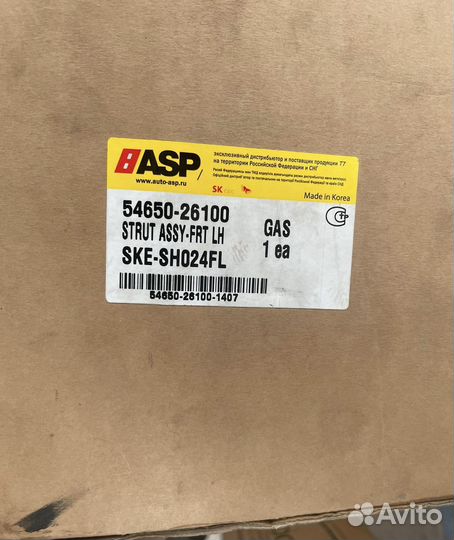 ASP
www.auto-asp.ru
эксклюзивный дистрибьютор и поставщик продукции
на территории Российской Федерации и СНГ
SK
Made in Korea
54650-26100
STRUT ASSY-FRT LH
GAS
SKE-SH024FL
1 ea
54650-26100-1407
Avito